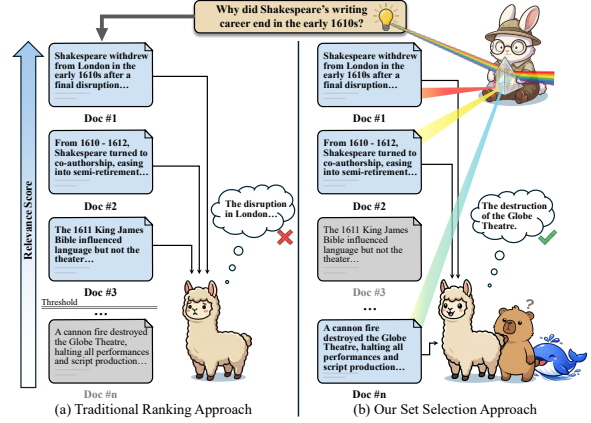 Why did Shakespeare's writing
career end in the early 1610s?
Relevance Score
Shakespeare withdrew
from London in the
early 1610s after a
final disruption…
Doc #1
From 1610 - 1612,
Shakespeare turned to
co-authorship, easing
into semi-retirement…
Doc #2
The 1611 King James
Bible influenced
language but not the
theater…
Doc #3
Threshold
...
A cannon fire destroyed
the Globe Theatre,
halting all performances
and script production…
Doc #n
The disruption
in London…
(a) Traditional Ranking Approach
Shakespeare withdrew
from London in the
early 1610s after a
final disruption…
Doc #1
From 1610 - 1612,
Shakespeare turned to
co-authorship, easing
into semi-retirement…
Doc #2
The 1611 King James
Bible influenced
language but not the
theater…
Doc #3
...
A cannon fire
destroyed the Globe
Theatre, halting all
performances and
script production…
Doc #n
The destruction
of the Globe
Theatre.
?
(b) Our Set Selection Approach